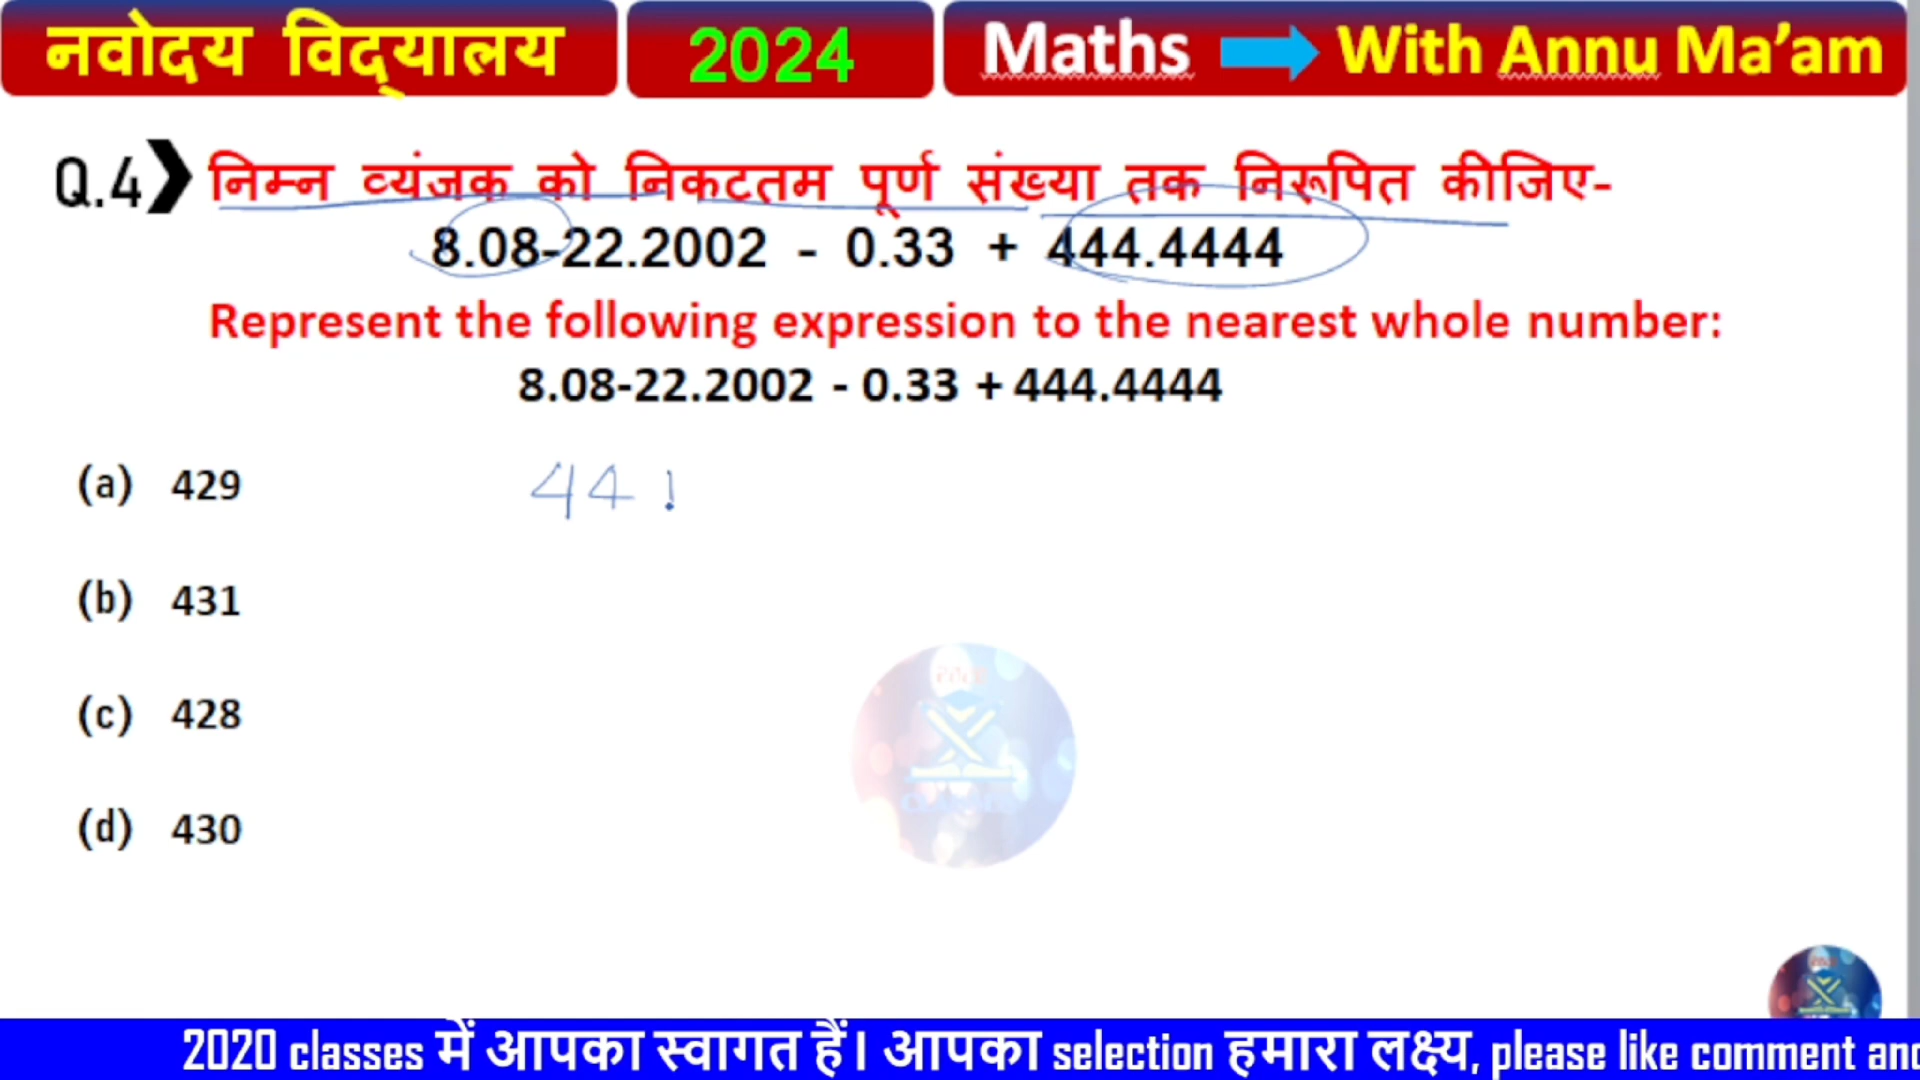 नवोदय विद्यालय 2024 Maths With Annu Ma’am
Q.4 निम्न व्यंजक को निकटतम पूर्ण संख्या तक निरूपित कीजिए-
8.08-22.2002 - 0.33 + 444.4444
Represent the following expression to the nearest whole number:
8.08-22.2002 - 0.33 + 444.4444
(a) 429
44
(b) 431
(c) 428
(d) 430
2020 classes में आपका स्वागत हैं। आपका selection हमारा लक्ष्य, please like comment and